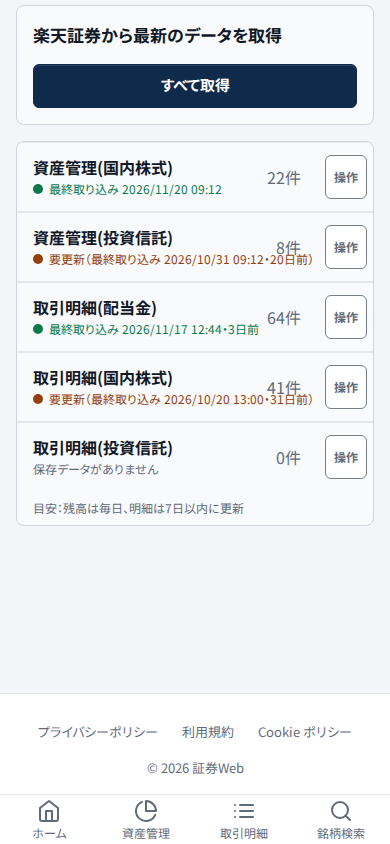 楽天証券から最新のデータを取得
すべて取得
資産管理(国内株式)
22件
操作
最終取り込み 2026/11/20 09:12
資産管理(投資信託)
8件
操作
要更新(最終取り込み 2026/10/31 09:12・20日前)
取引明細(配当金)
64件
操作
最終取り込み 2026/11/17 12:44・3日前
取引明細(国内株式)
41件
操作
要更新(最終取り込み 2026/10/20 13:00・31日前)
取引明細(投資信託)
0件
操作
保存データがありません
目安：残高は毎日、明細は7日以内に更新
プライバシーポリシー 利用規約 Cookie ポリシー
© 2026 証券Web
ホーム 資産管理 取引明細 銘柄検索